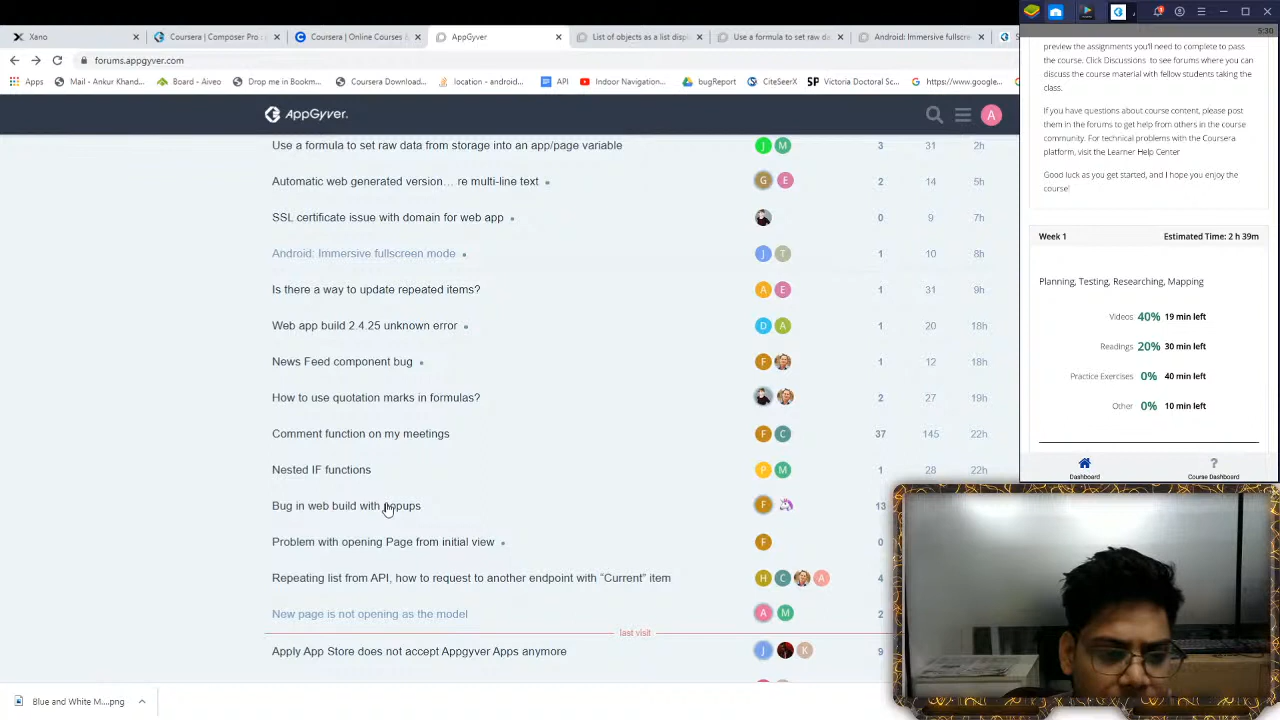 Xano
Coursera | Composer Pro
Coursera | Online Courses &
AppGyver
List of objects as a list displ
Use a formula to set raw da
Android: Immersive fullscre
forums.appgyver.com
5:30
Apps
Mail - Ankur Khand...
Board - Aiveo
Drop me in Bookm...
Coursera Download...
location - android...
API
Indoor Navigation...
bugReport
CiteSeerX
SP Victoria Doctoral Sc...
https://www.google...
AppGyver.
A
Use a formula to set raw data from storage into an app/page variable J M 3 31 2h
Automatic web generated version... re multi-line text G E 2 14 5h
SSL certificate issue with domain for web app 0 9 7h
Android: Immersive fullscreen mode J T 1 10 8h
Is there a way to update repeated items? A E 1 31 9h
Web app build 2.4.25 unknown error D A 1 20 18h
News Feed component bug F 1 12 18h
How to use quotation marks in formulas? 2 27 19h
Comment function on my meetings F C 37 145 22h
Nested IF functions P M 1 28 22h
Bug in web build with popups F 13
Problem with opening Page from initial view F 0
Repeating list from API, how to request to another endpoint with “Current” item H C A 4
New page is not opening as the model A M 2
last visit
Apply App Store does not accept Appgyver Apps anymore J K 9
Blue and White M....png
preview the assignments you'll need to complete to pass
the course. Click Discussions to see forums where you can
discuss the course material with fellow students taking the
class.
If you have questions about course content, please post
them in the forums to get help from others in the course
community. For technical problems with the Coursera
platform, visit the Learner Help Center
Good luck as you get started, and I hope you enjoy the
course!
Week 1 Estimated Time: 2 h 39m
Planning, Testing, Researching, Mapping
Videos 40% 19 min left
Readings 20% 30 min left
Practice Exercises 0% 40 min left
Other 0% 10 min left
Dashboard
?
Course Dashboard